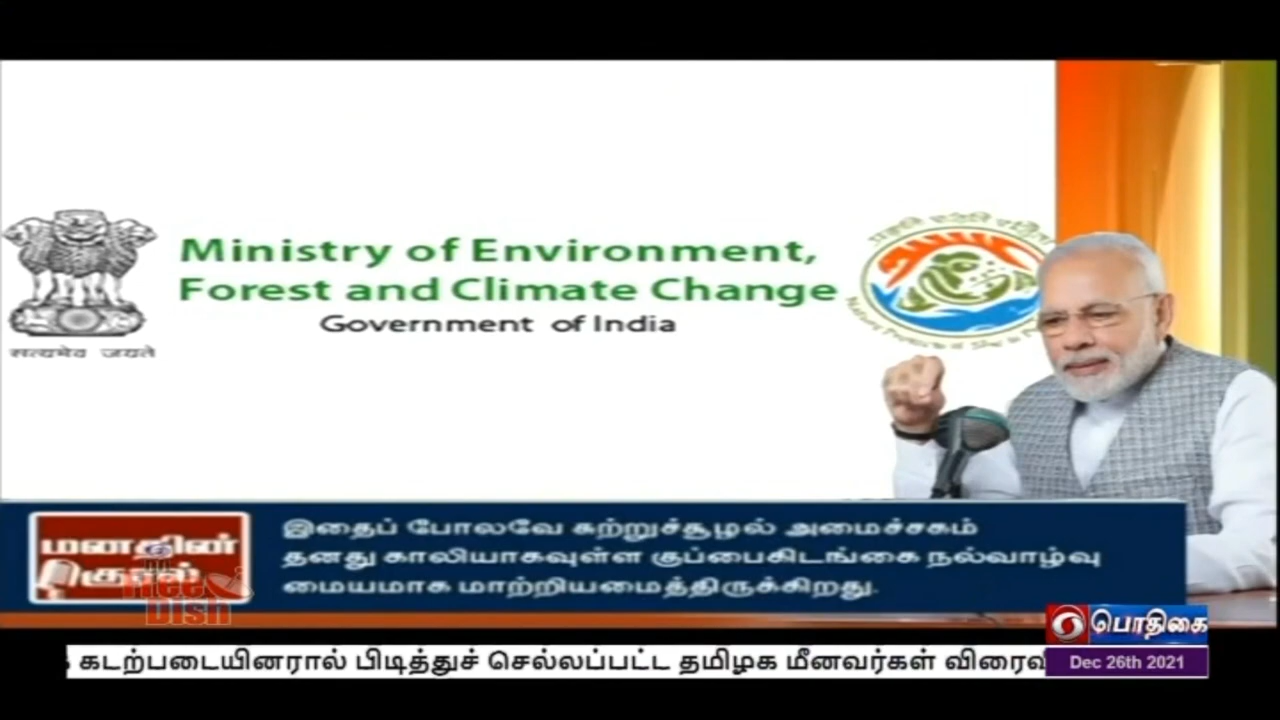 Ministry of Environment,
Forest and Climate Change
Government of India
सत्यमेव जयते
இதைப் போலவே சுற்றுச்சூழல் அமைச்சகம்
தனது காலியாகவுள்ள குப்பைகிடங்கை நல்வாழ்வு
மையமாக மாற்றியமைத்திருக்கிறது.
மனதின்
குரல்
Free
Dish
பொதிகை
கடற்படையினரால் பிடித்துச் செல்லப்பட்ட தமிழக மீனவர்கள்
Dec 26th 2021